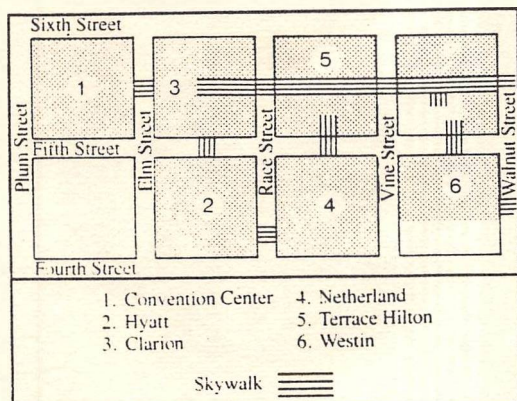 Sixth Street
1
3
5
Plum Street
Elm Street
Race Street
Vine Street
Walnut Street
Fifth Street
2
4
6
Fourth Street
1. Convention Center 4. Netherland
2. Hyatt 5. Terrace Hilton
3. Clarion 6. Westin
Skywalk